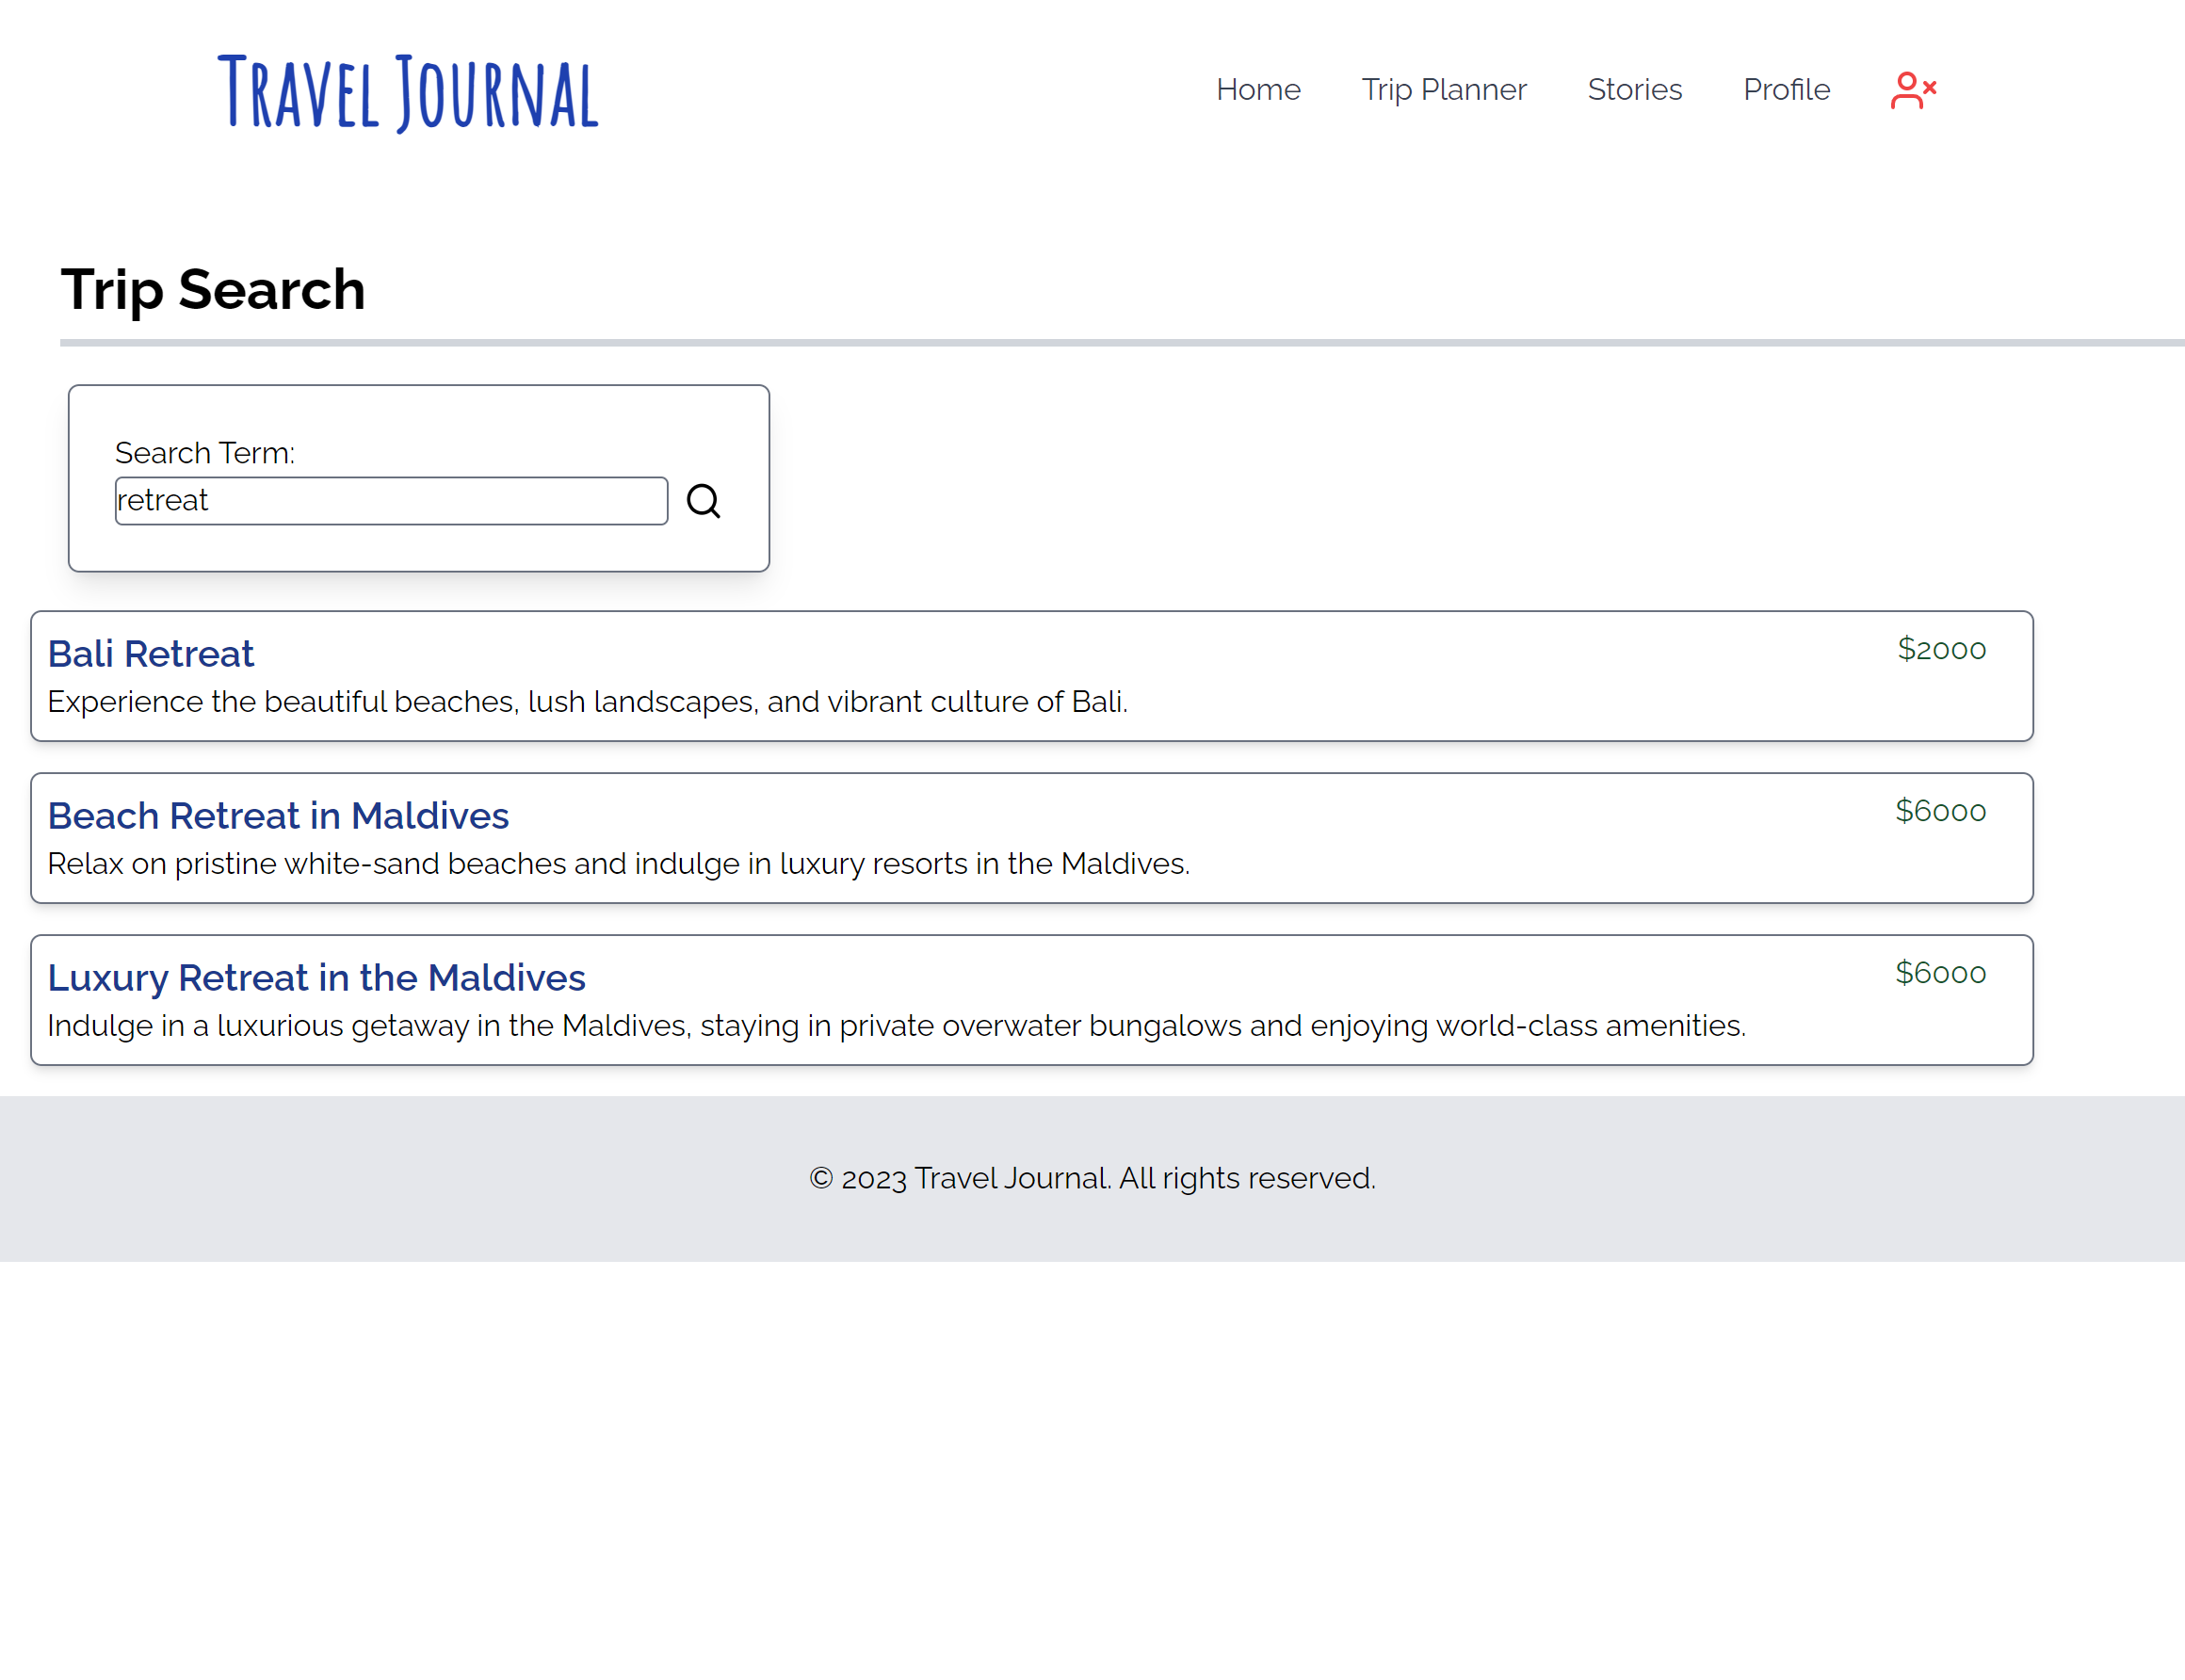 Travel Journal
Home Trip Planner Stories Profile
Trip Search
Search Term:
retreat
Bali Retreat $2000
Experience the beautiful beaches, lush landscapes, and vibrant culture of Bali.
Beach Retreat in Maldives $6000
Relax on pristine white-sand beaches and indulge in luxury resorts in the Maldives.
Luxury Retreat in the Maldives $6000
Indulge in a luxurious getaway in the Maldives, staying in private overwater bungalows and enjoying world-class amenities.
© 2023 Travel Journal. All rights reserved.